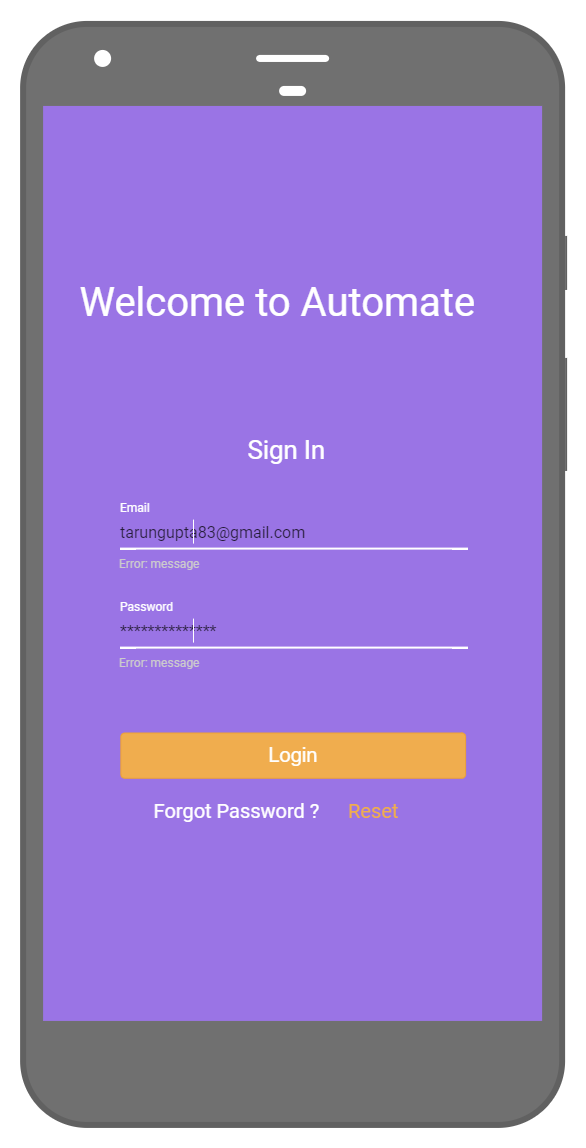 Welcome to Automate
Sign In
Email
tarungupta83@gmail.com
Error: message
Password
**************
Error: message
Login
Forgot Password ? Reset